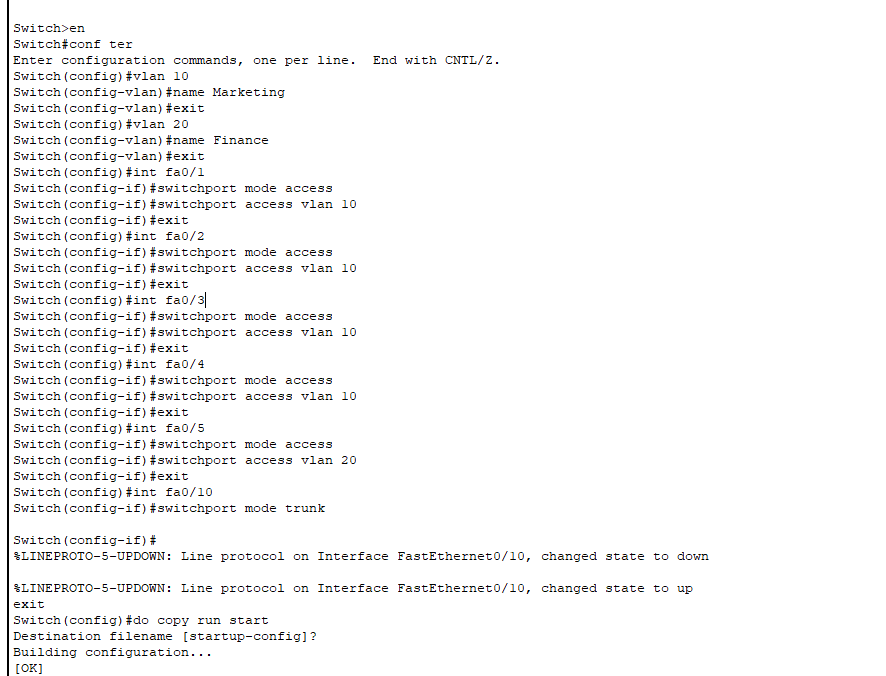 Switch>en
Switch#conf ter
Enter configuration commands, one per line.  End with CNTL/Z.
Switch(config)#vlan 10
Switch(config-vlan)#name Marketing
Switch(config-vlan)#exit
Switch(config)#vlan 20
Switch(config-vlan)#name Finance
Switch(config-vlan)#exit
Switch(config)#int fa0/1
Switch(config-if)#switchport mode access
Switch(config-if)#switchport access vlan 10
Switch(config-if)#exit
Switch(config)#int fa0/2
Switch(config-if)#switchport mode access
Switch(config-if)#switchport access vlan 10
Switch(config-if)#exit
Switch(config)#int fa0/3
Switch(config-if)#switchport mode access
Switch(config-if)#switchport access vlan 10
Switch(config-if)#exit
Switch(config)#int fa0/4
Switch(config-if)#switchport mode access
Switch(config-if)#switchport access vlan 10
Switch(config-if)#exit
Switch(config)#int fa0/5
Switch(config-if)#switchport mode access
Switch(config-if)#switchport access vlan 20
Switch(config-if)#exit
Switch(config)#int fa0/10
Switch(config-if)#switchport mode trunk
Switch(config-if)#
%LINEPROTO-5-UPDOWN: Line protocol on Interface FastEthernet0/10, changed state to down
%LINEPROTO-5-UPDOWN: Line protocol on Interface FastEthernet0/10, changed state to up
exit
Switch(config)#do copy run start
Destination filename [startup-config]?
Building configuration...
[OK]